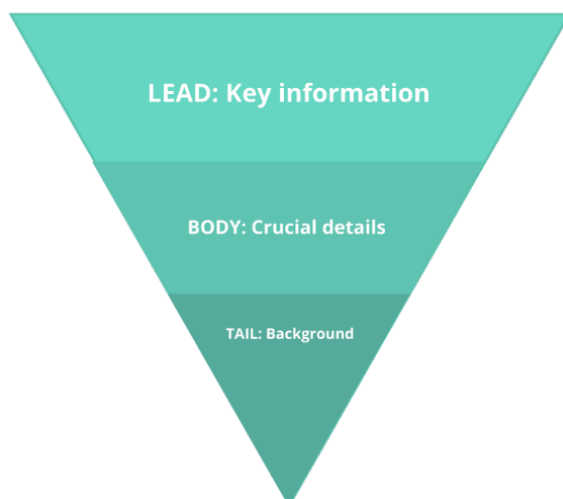 LEAD: Key information
BODY: Crucial details
TAIL: Background